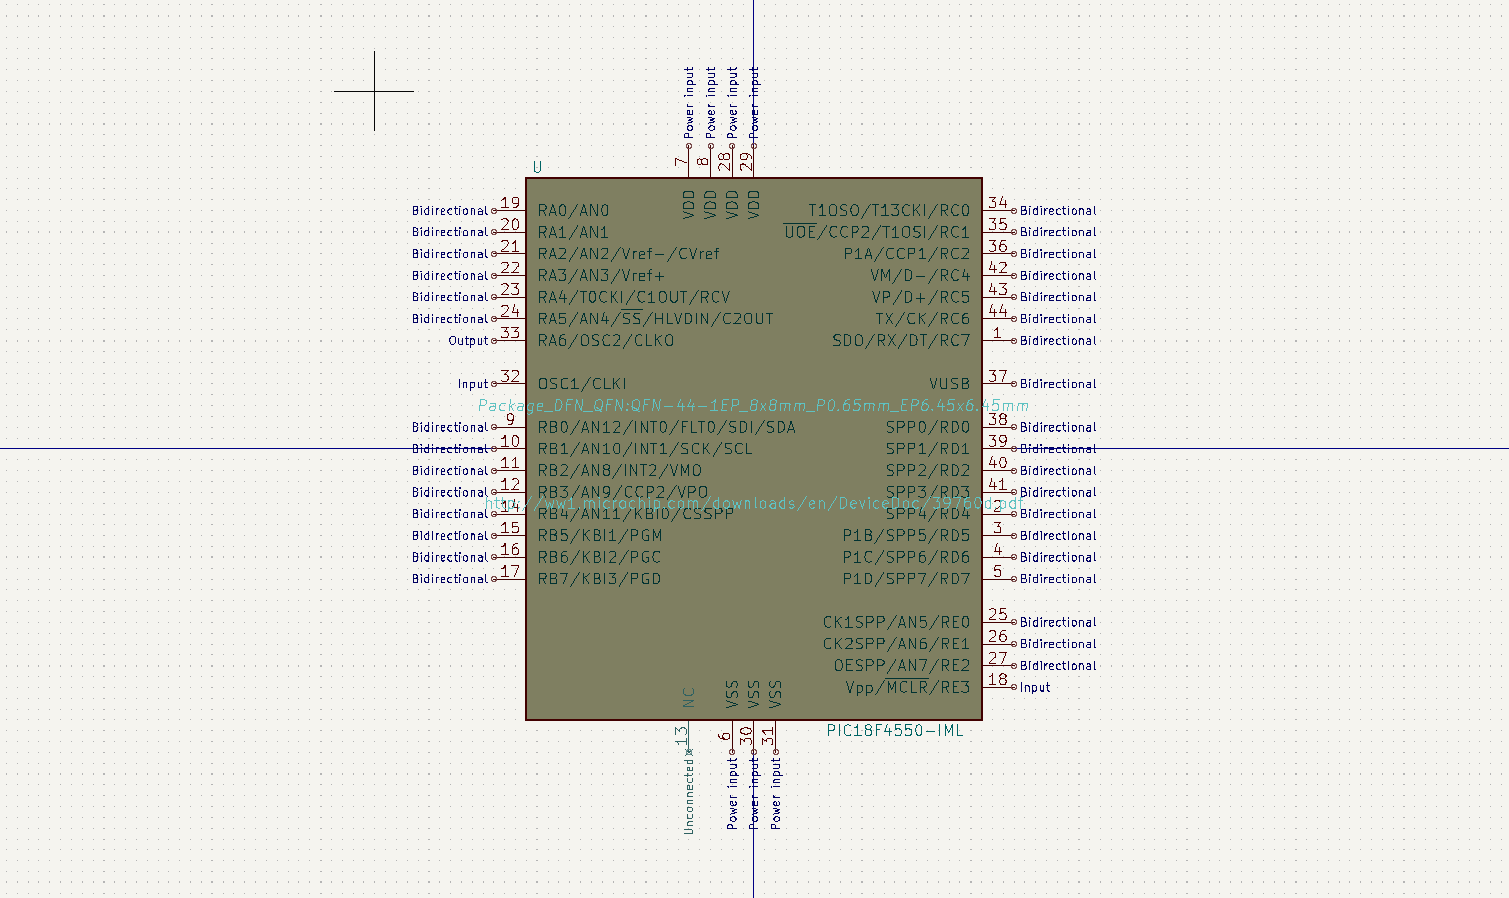 Power input Power input Power input Power input
7 8 28 29
U
VDD VDD VDD VDD
Bidirectional 19 RA0/AN0 T1OSO/T13CKI/RC0 34 Bidirectional
Bidirectional 20 RA1/AN1 UOE/CCP2/T1OSI/RC1 35 Bidirectional
Bidirectional 21 RA2/AN2/Vref-/CVref P1A/CCP1/RC2 36 Bidirectional
Bidirectional 22 RA3/AN3/Vref+ VM/D-/RC4 42 Bidirectional
Bidirectional 23 RA4/T0CKI/C1OUT/RCV VP/D+/RC5 43 Bidirectional
Bidirectional 24 RA5/AN4/SS/HLVDIN/C2OUT TX/CK/RC6 44 Bidirectional
Output 33 RA6/OSC2/CLKO SDO/RX/DT/RC7 1 Bidirectional
Input 32 OSC1/CLKI VUSB 37 Bidirectional
Package_DFN_QFN:QFN-44-1EP_8x8mm_P0.65mm_EP6.45x6.45mm
Bidirectional 9 RB0/AN12/INT0/FLT0/SDI/SDA SPP0/RD0 38 Bidirectional
Bidirectional 10 RB1/AN10/INT1/SCK/SCL SPP1/RD1 39 Bidirectional
Bidirectional 11 RB2/AN8/INT2/VMO SPP2/RD2 40 Bidirectional
Bidirectional 12 RB3/AN9/CCP2/VPO SPP3/RD3 41 Bidirectional
http://ww1.microchip.com/downloads/en/DeviceDoc/39760d.pdf
Bidirectional 14 RB4/AN11/KBI0/CSSPP SPP4/RD4 2 Bidirectional
Bidirectional 15 RB5/KBI1/PGM P1B/SPP5/RD5 3 Bidirectional
Bidirectional 16 RB6/KBI2/PGC P1C/SPP6/RD6 4 Bidirectional
Bidirectional 17 RB7/KBI3/PGD P1D/SPP7/RD7 5 Bidirectional
CK1SPP/AN5/RE0 25 Bidirectional
CK2SPP/AN6/RE1 26 Bidirectional
OESPP/AN7/RE2 27 Bidirectional
Vpp/MCLR/RE3 18 Input
NC VSS VSS VSS
PIC18F4550-IML
13 6 30 31
Unconnected Power input Power input Power input